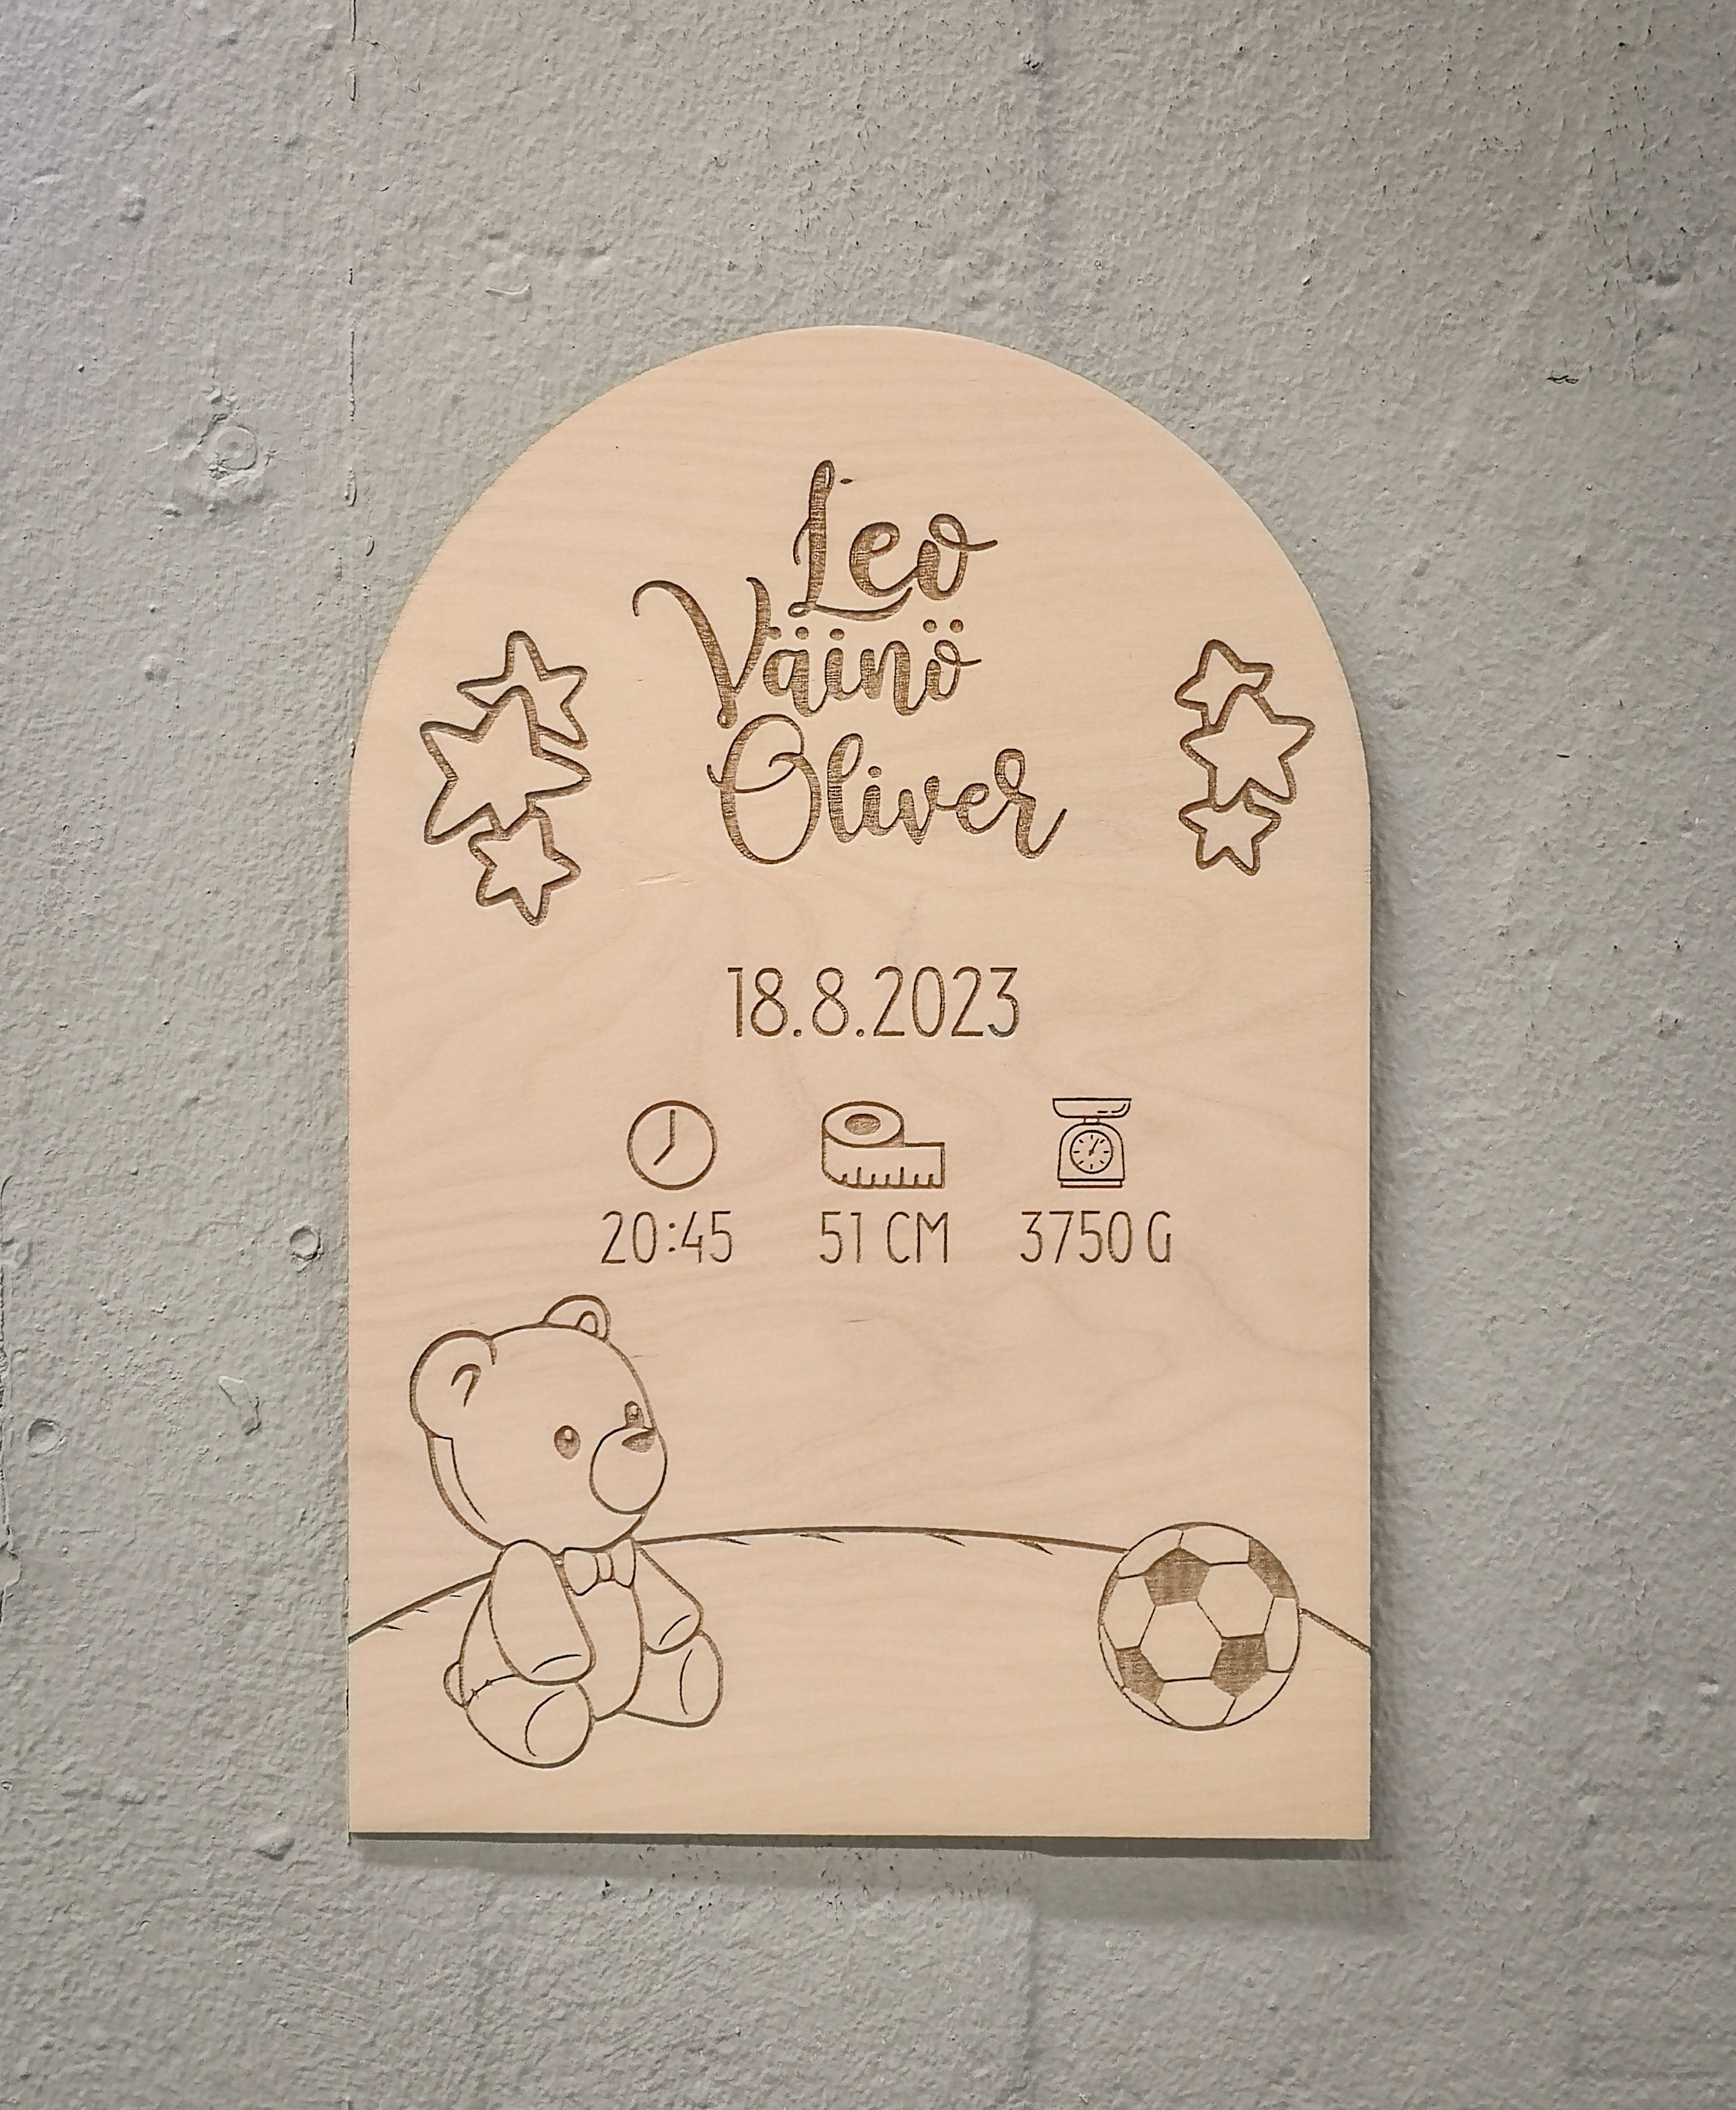 Leo
Väinö
Oliver
18.8.2023
20:45 51 CM 3750 G